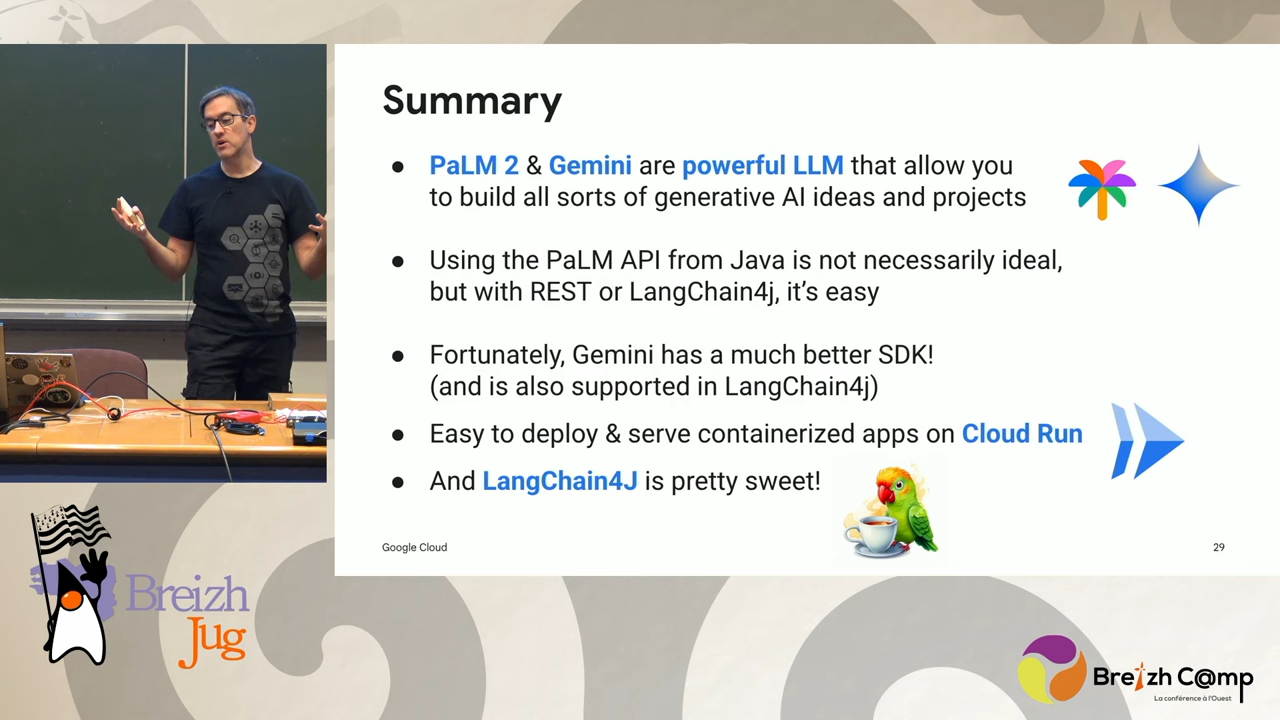 Summary
● PaLM 2 & Gemini are powerful LLM that allow you
to build all sorts of generative AI ideas and projects
● Using the PaLM API from Java is not necessarily ideal,
but with REST or LangChain4j, it’s easy
● Fortunately, Gemini has a much better SDK!
(and is also supported in LangChain4j)
● Easy to deploy & serve containerized apps on Cloud Run
● And LangChain4J is pretty sweet!
Google Cloud
29
Breizh
Jug
Breizh C@mp
La conférence à l'Ouest